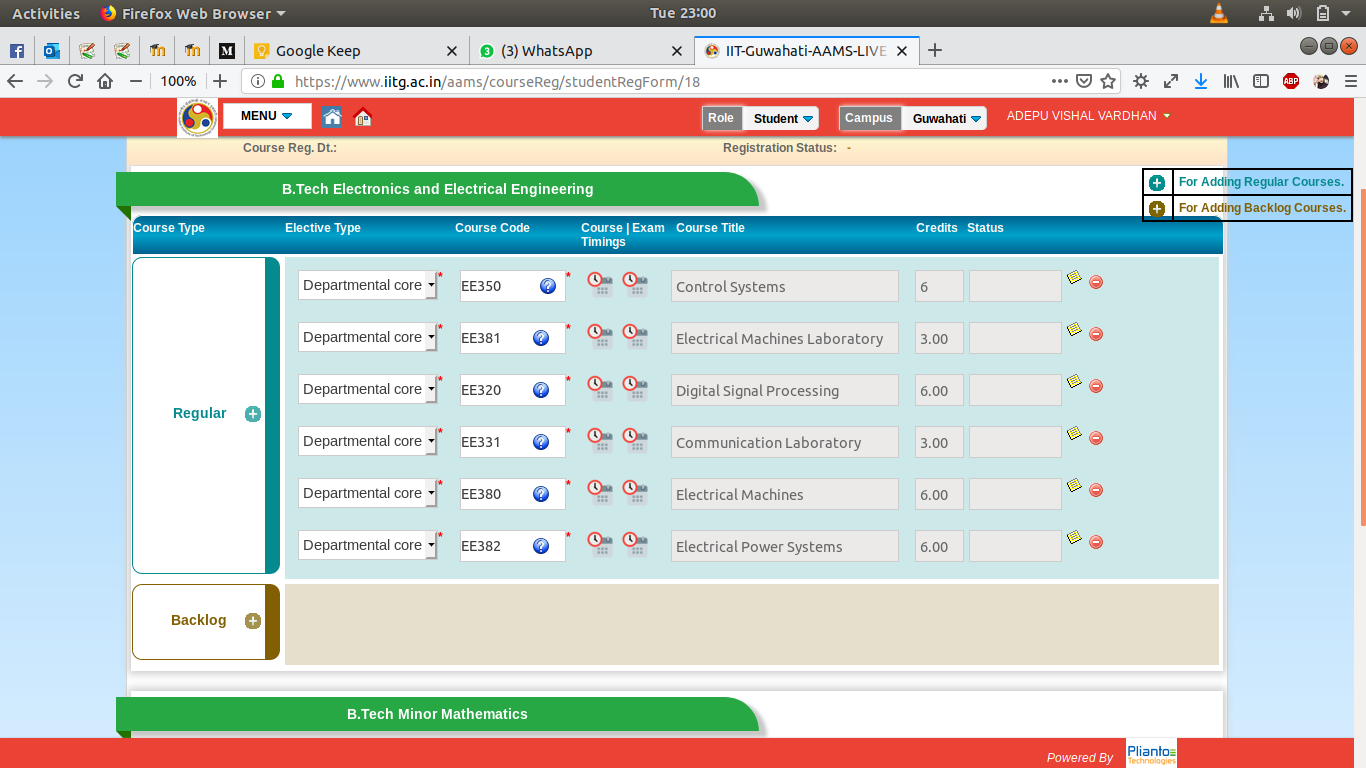 Activities Firefox Web Browser Tue 23:00
Google Keep (3) WhatsApp IIT-Guwahati-AAMS-LIVE
100% https://www.iitg.ac.in/aams/courseReg/studentRegForm/18 ABP
MENU Role Student Campus Guwahati ADEPU VISHAL VARDHAN
Course Reg. Dt.: Registration Status: -
B.Tech Electronics and Electrical Engineering
For Adding Regular Courses.
For Adding Backlog Courses.
Course Type Elective Type Course Code Course | Exam Timings Course Title Credits Status
Departmental core * EE350 ? * Control Systems 6
Departmental core * EE381 ? * Electrical Machines Laboratory 3.00
Departmental core * EE320 ? * Digital Signal Processing 6.00
Regular
Departmental core * EE331 ? * Communication Laboratory 3.00
Departmental core * EE380 ? * Electrical Machines 6.00
Departmental core * EE382 ? * Electrical Power Systems 6.00
Backlog
B.Tech Minor Mathematics
Powered By Plianto Technologies